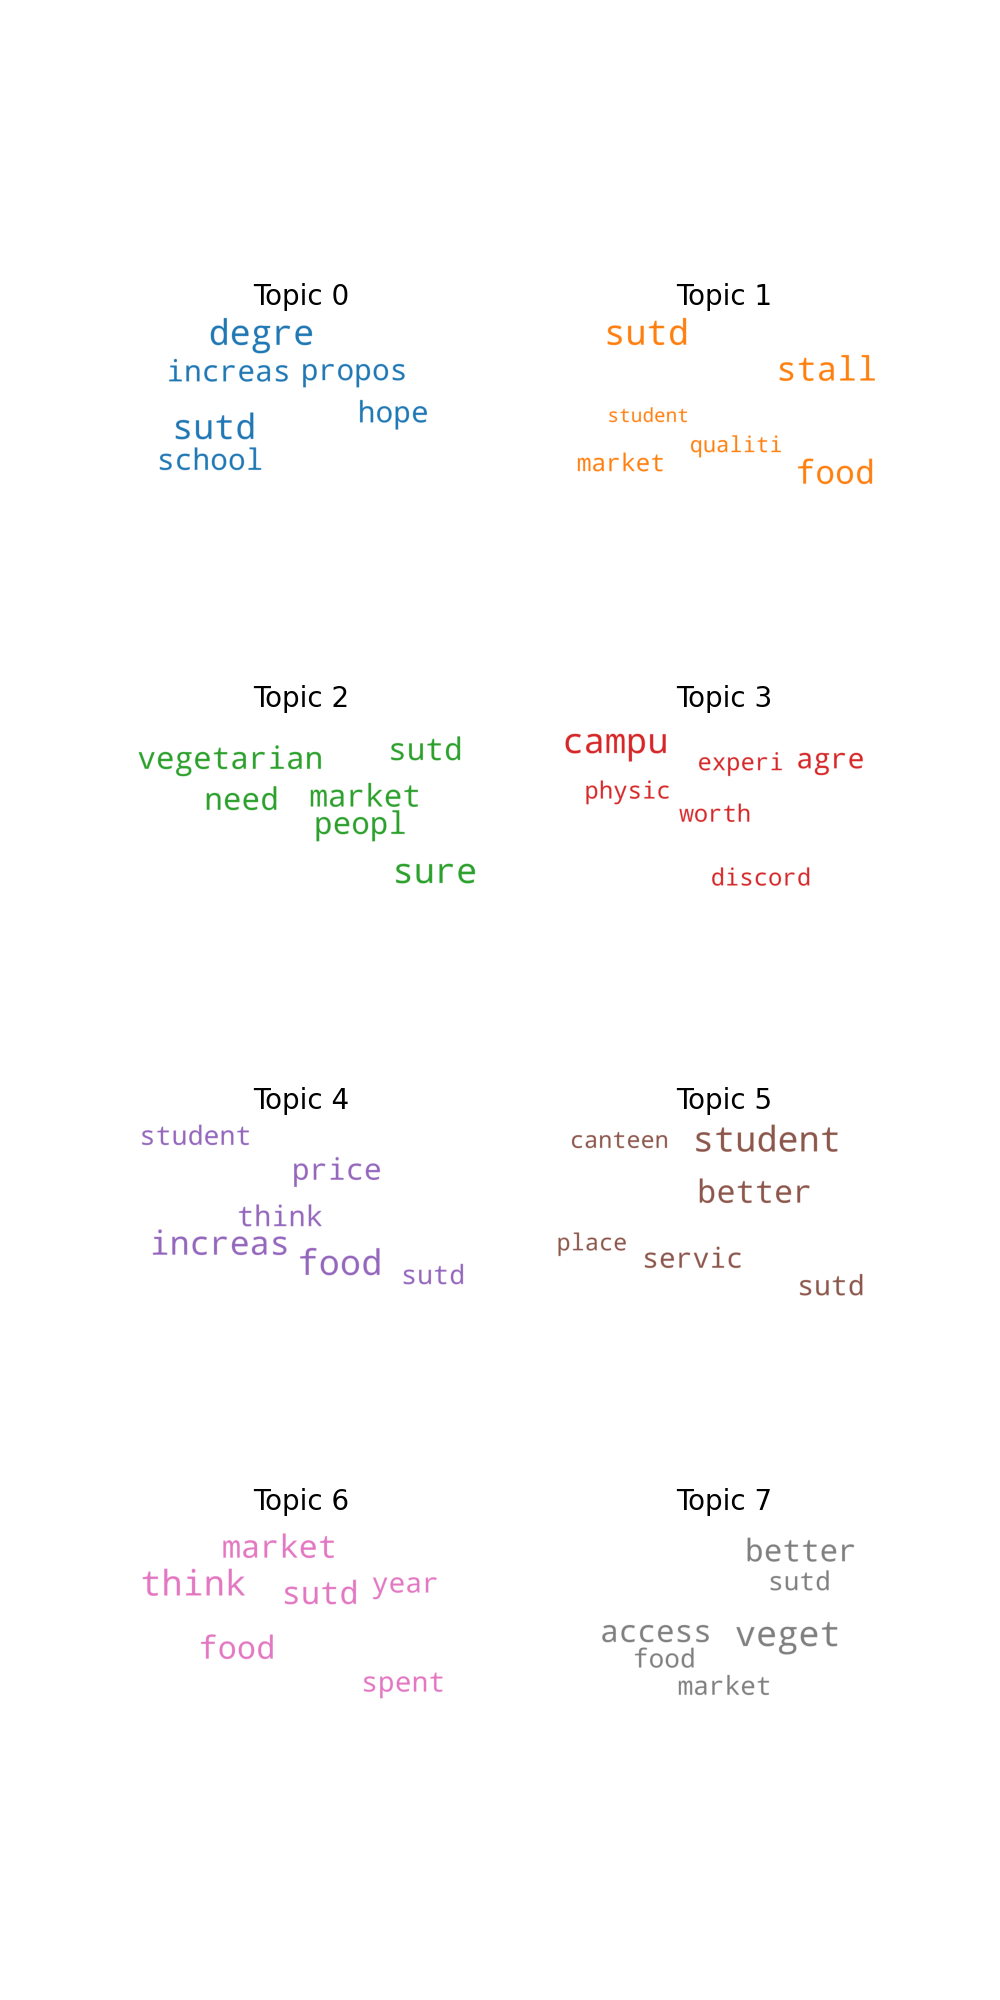 Topic 0
degre
increas propos
hope
sutd
school
Topic 1
sutd
stall
student
qualiti
market
food
Topic 2
sutd
vegetarian
need market
peopl
sure
Topic 3
campu
experi agre
physic
worth
discord
Topic 4
student
price
think
increas
food
sutd
Topic 5
canteen student
better
place
servic
sutd
Topic 6
market
think sutd year
food
spent
Topic 7
better
sutd
access veget
food
market